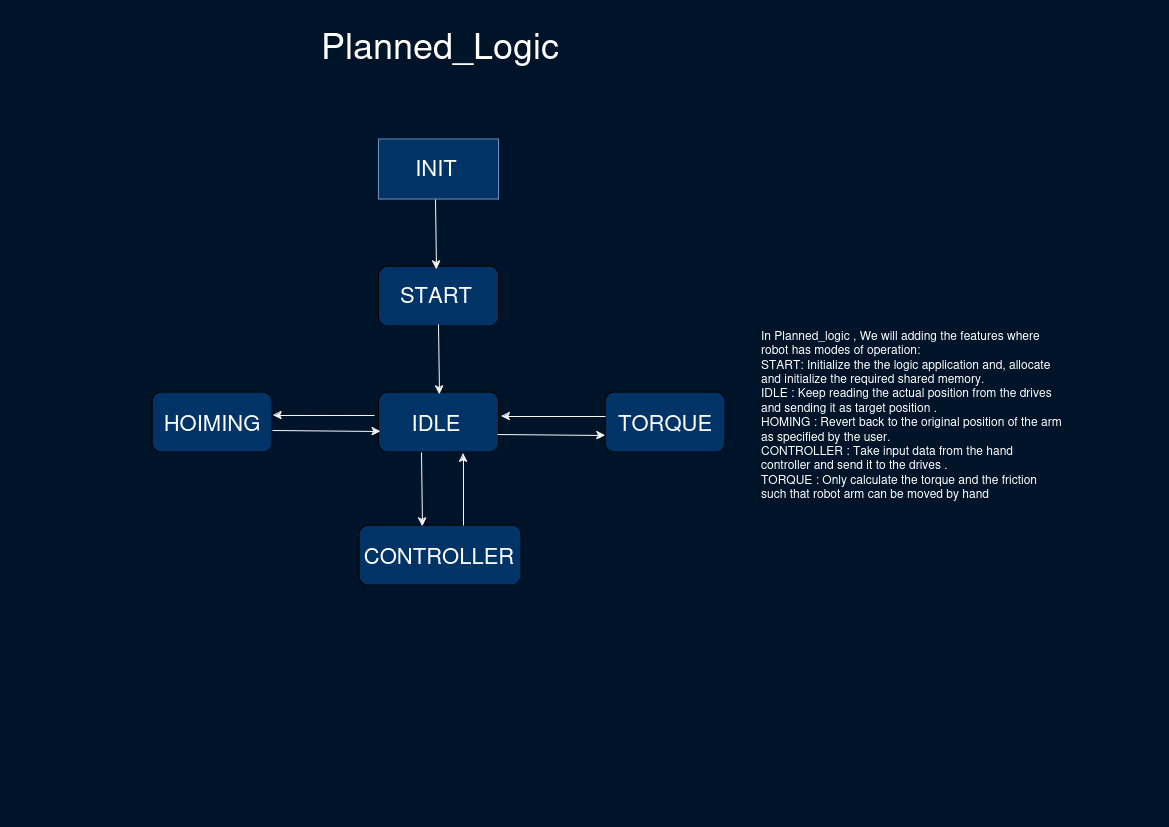 Planned_Logic
INIT
START
In Planned_logic , We will adding the features where
robot has modes of operation:
START: Initialize the the logic application and, allocate
and initialize the required shared memory.
IDLE : Keep reading the actual position from the drives
and sending it as target position .
HOMING : Revert back to the original position of the arm
as specified by the user.
CONTROLLER : Take input data from the hand
controller and send it to the drives .
TORQUE : Only calculate the torque and the friction
such that robot arm can be moved by hand
HOIMING
IDLE
TORQUE
CONTROLLER